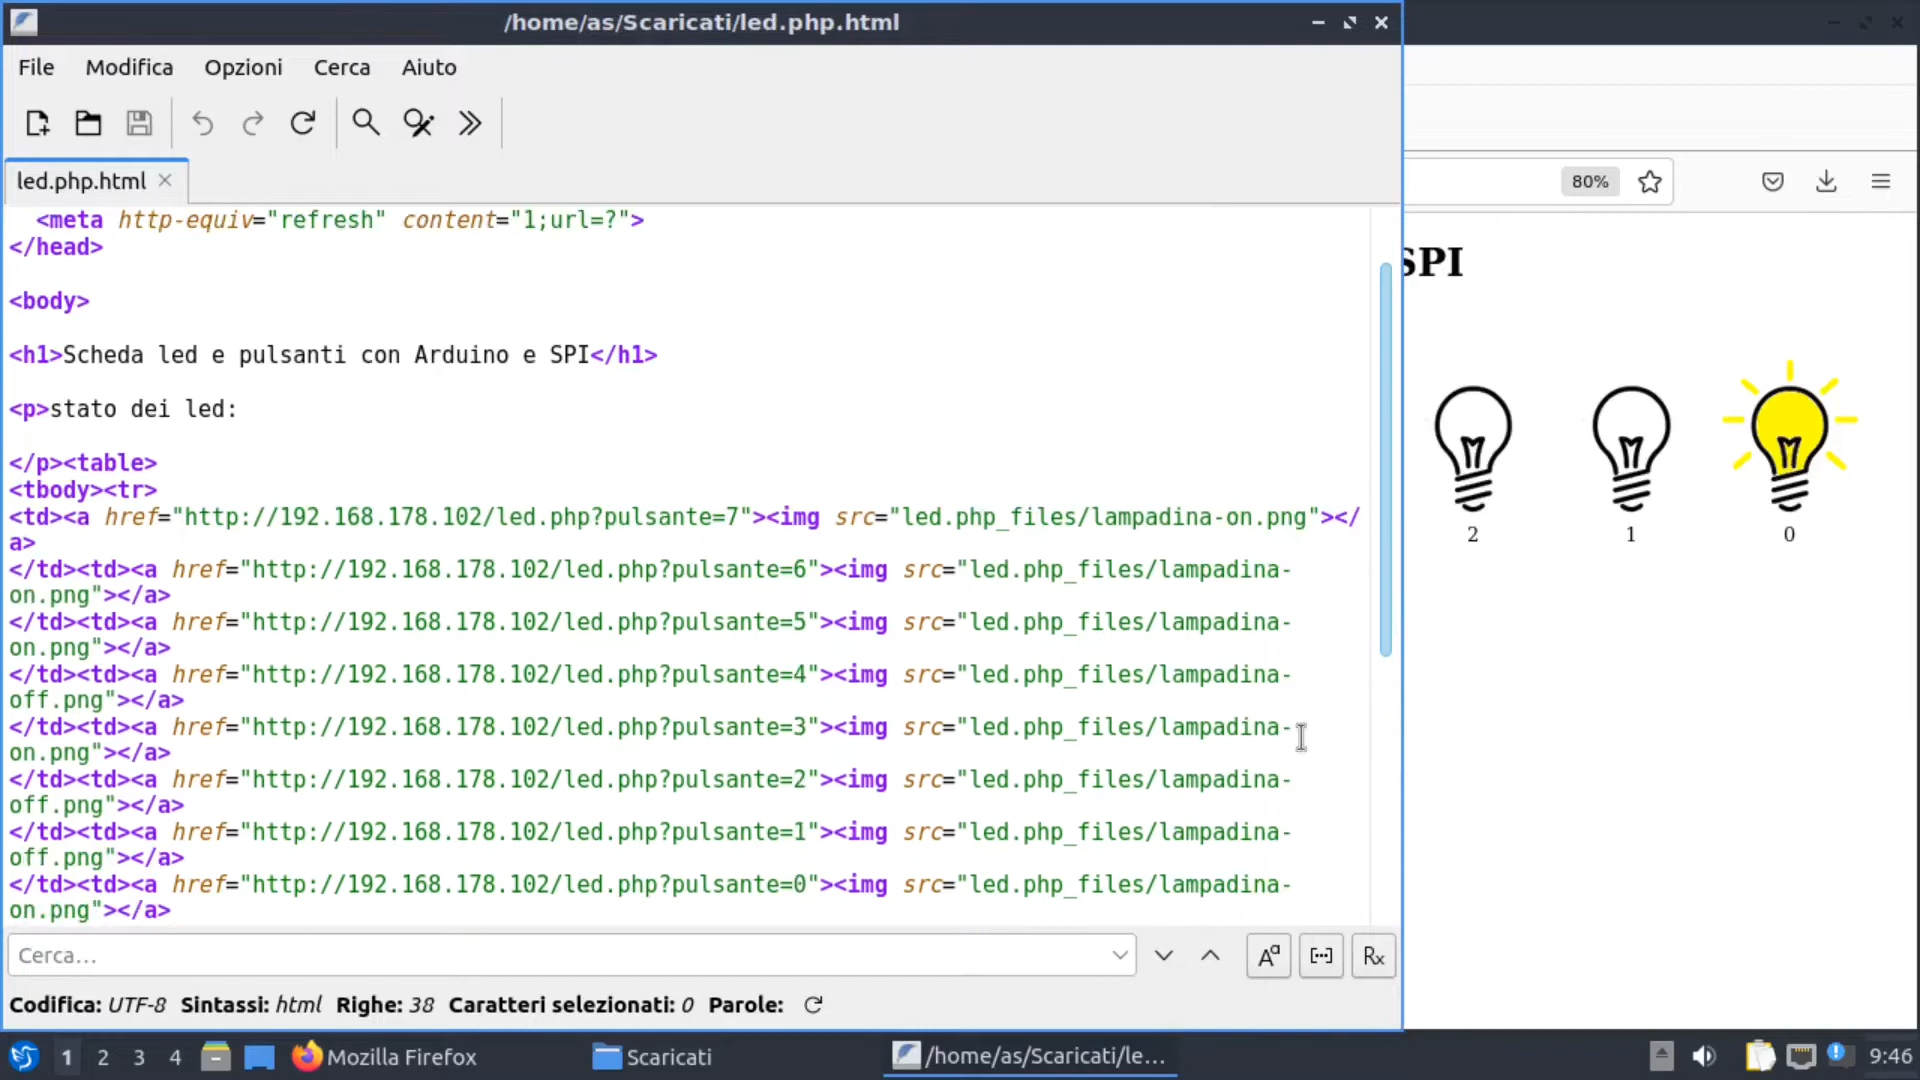 /home/as/Scaricati/led.php.html
File Modifica Opzioni Cerca Aiuto
led.php.html
<meta http-equiv="refresh" content="1;url=?">
</head>
<body>
<h1>Scheda led e pulsanti con Arduino e SPI</h1>
<p>stato dei led:
</p><table>
<tbody><tr>
<td><a href="http://192.168.178.102/led.php?pulsante=7"><img src="led.php_files/lampadina-on.png"></
a>
</td><td><a href="http://192.168.178.102/led.php?pulsante=6"><img src="led.php_files/lampadina-
on.png"></a>
</td><td><a href="http://192.168.178.102/led.php?pulsante=5"><img src="led.php_files/lampadina-
on.png"></a>
</td><td><a href="http://192.168.178.102/led.php?pulsante=4"><img src="led.php_files/lampadina-
off.png"></a>
</td><td><a href="http://192.168.178.102/led.php?pulsante=3"><img src="led.php_files/lampadina-
on.png"></a>
</td><td><a href="http://192.168.178.102/led.php?pulsante=2"><img src="led.php_files/lampadina-
off.png"></a>
</td><td><a href="http://192.168.178.102/led.php?pulsante=1"><img src="led.php_files/lampadina-
off.png"></a>
</td><td><a href="http://192.168.178.102/led.php?pulsante=0"><img src="led.php_files/lampadina-
on.png"></a>
Cerca...
Codifica: UTF-8 Sintassi: html Righe: 38 Caratteri selezionati: 0 Parole:
80%
SPI
2 1 0
1 2 3 4 Mozilla Firefox Scaricati /home/as/Scaricati/le... 9:46